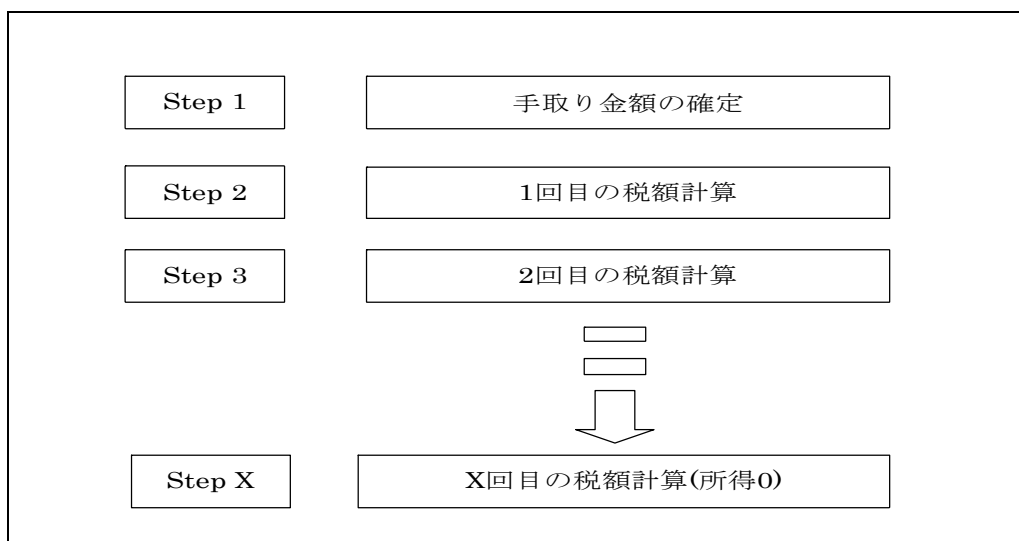 Step 1 手取り金額の確定
Step 2 1回目の税額計算
Step 3 2回目の税額計算
Step X X回目の税額計算(所得0)